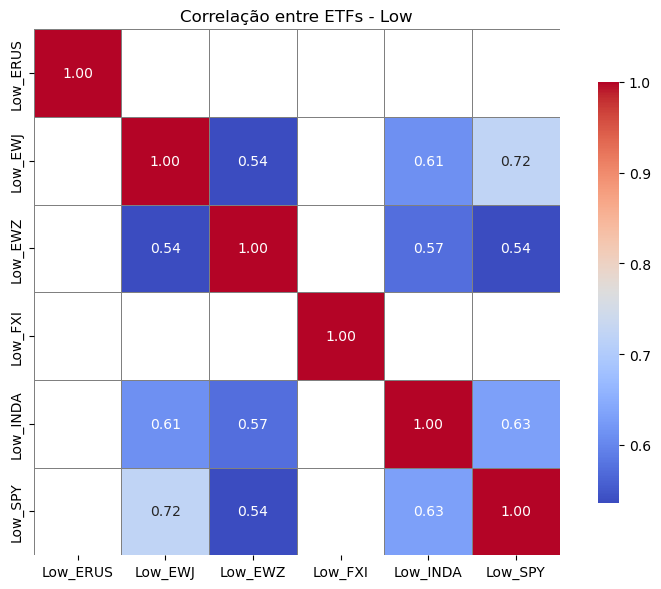 Correlação entre ETFs - Low
Low_ERUS 1.00
Low_EWJ 1.00 0.54 0.61 0.72
Low_EWZ 0.54 1.00 0.57 0.54
Low_FXI 1.00
Low_INDA 0.61 0.57 1.00 0.63
Low_SPY 0.72 0.54 0.63 1.00
Low_ERUS Low_EWJ Low_EWZ Low_FXI Low_INDA Low_SPY
1.0
0.9
0.8
0.7
0.6